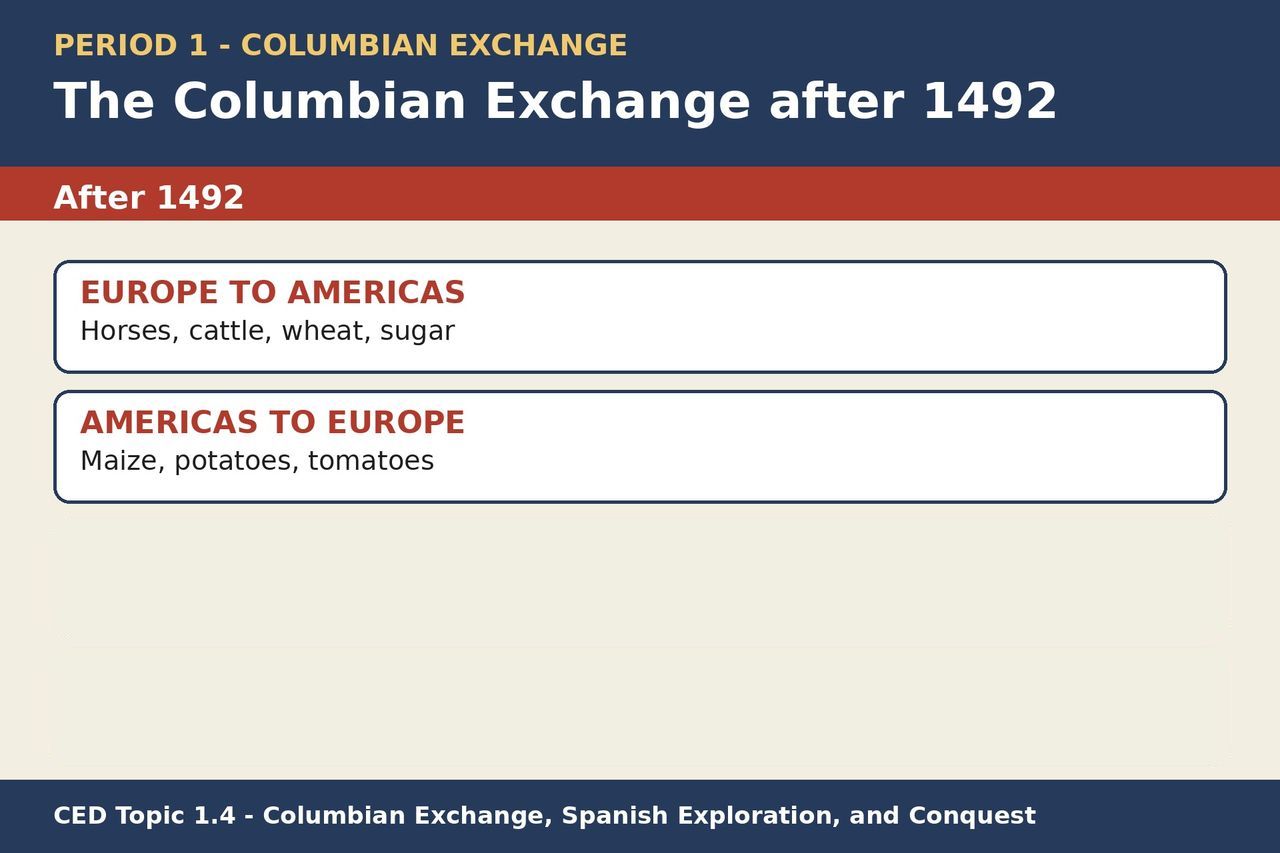 PERIOD 1 - COLUMBIAN EXCHANGE
The Columbian Exchange after 1492
After 1492
EUROPE TO AMERICAS
Horses, cattle, wheat, sugar
AMERICAS TO EUROPE
Maize, potatoes, tomatoes
CED Topic 1.4 - Columbian Exchange, Spanish Exploration, and Conquest